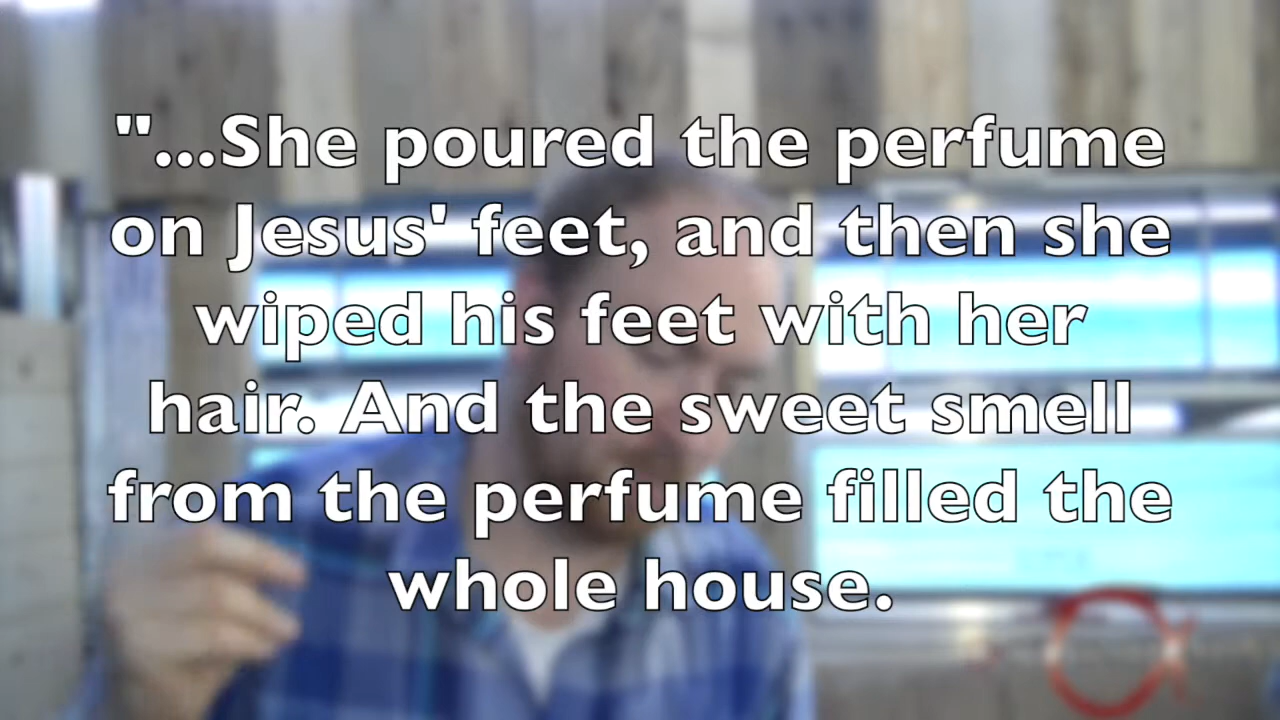 "...She poured the perfume
on Jesus' feet, and then she
wiped his feet with her
hair. And the sweet smell
from the perfume filled the
whole house.